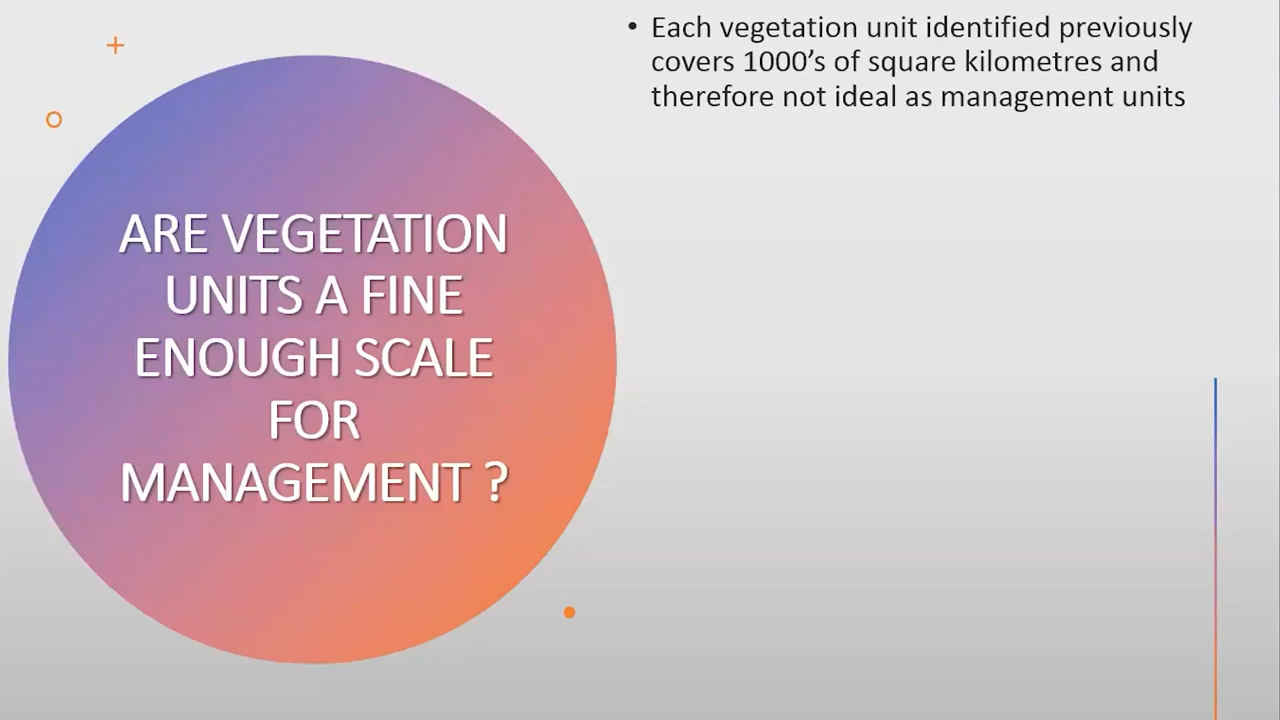 ARE VEGETATION
UNITS A FINE
ENOUGH SCALE
FOR
MANAGEMENT ?
• Each vegetation unit identified previously
covers 1000’s of square kilometres and
therefore not ideal as management units